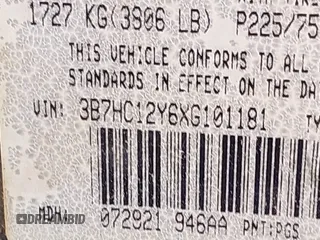 1727 KG(3806 LB) P225/75
THIS VEHICLE CONFORMS TO ALL
STANDARDS IN EFFECT ON THE DA
VIN: 3B7HC12Y6XG101181 TY
MDH: 072821 946AA PNT:PGS
DREAMBID